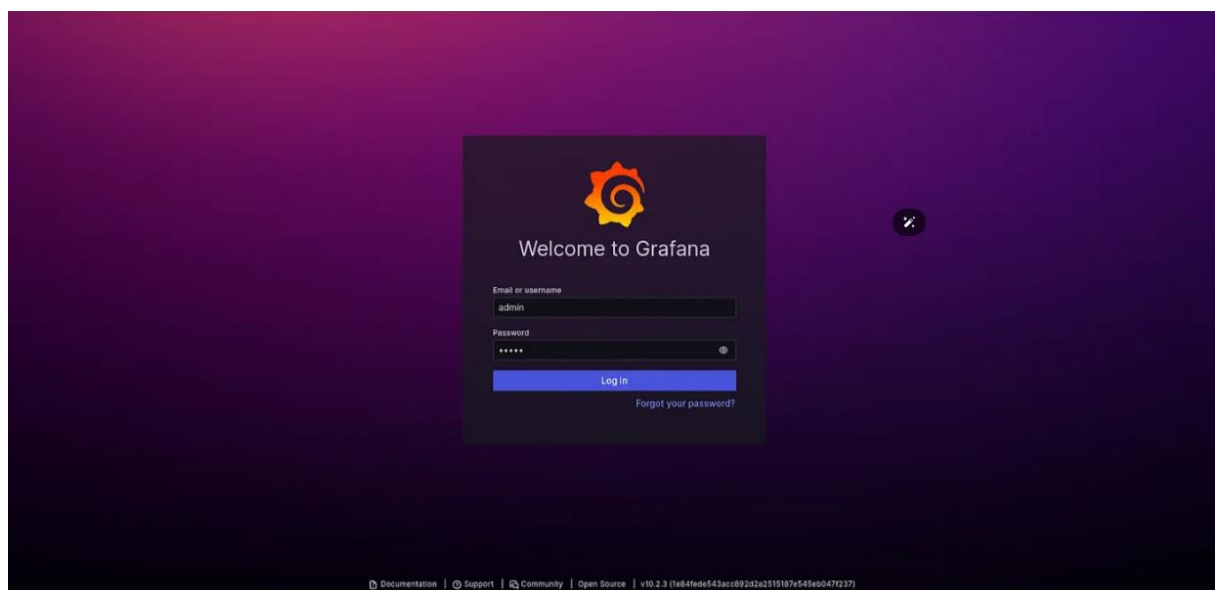 Welcome to Grafana
Email or username
admin
Password
Log in
Forgot your password?
Documentation | Support | Community | Open Source | v10.2.3 (1e84fede543acc892d2a2515187e545eb047f237)